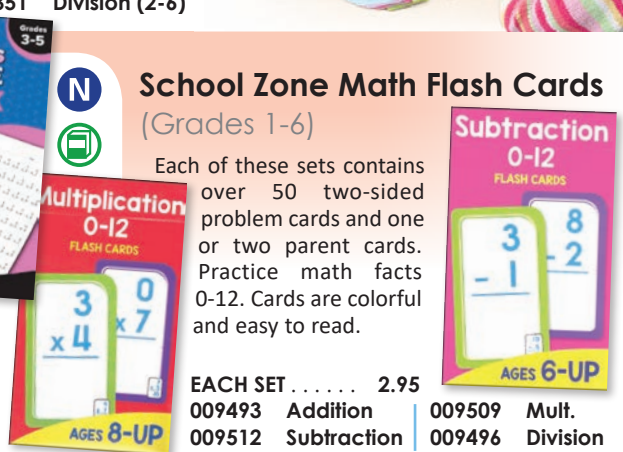 351 Division (2-6)
Grades
3-5
N
School Zone Math Flash Cards
(Grades 1-6)
Each of these sets contains
over 50 two-sided
problem cards and one
or two parent cards.
Practice math facts
0-12. Cards are colorful
and easy to read.
Multiplication
0-12
FLASH CARDS
3
x 4
0
x 7
AGES 8-UP
Subtraction
0-12
FLASH CARDS
3
- 1
8
- 2
AGES 6-UP
EACH SET . . . . . . 2.95
009493 Addition
009512 Subtraction
009509 Mult.
009496 Division